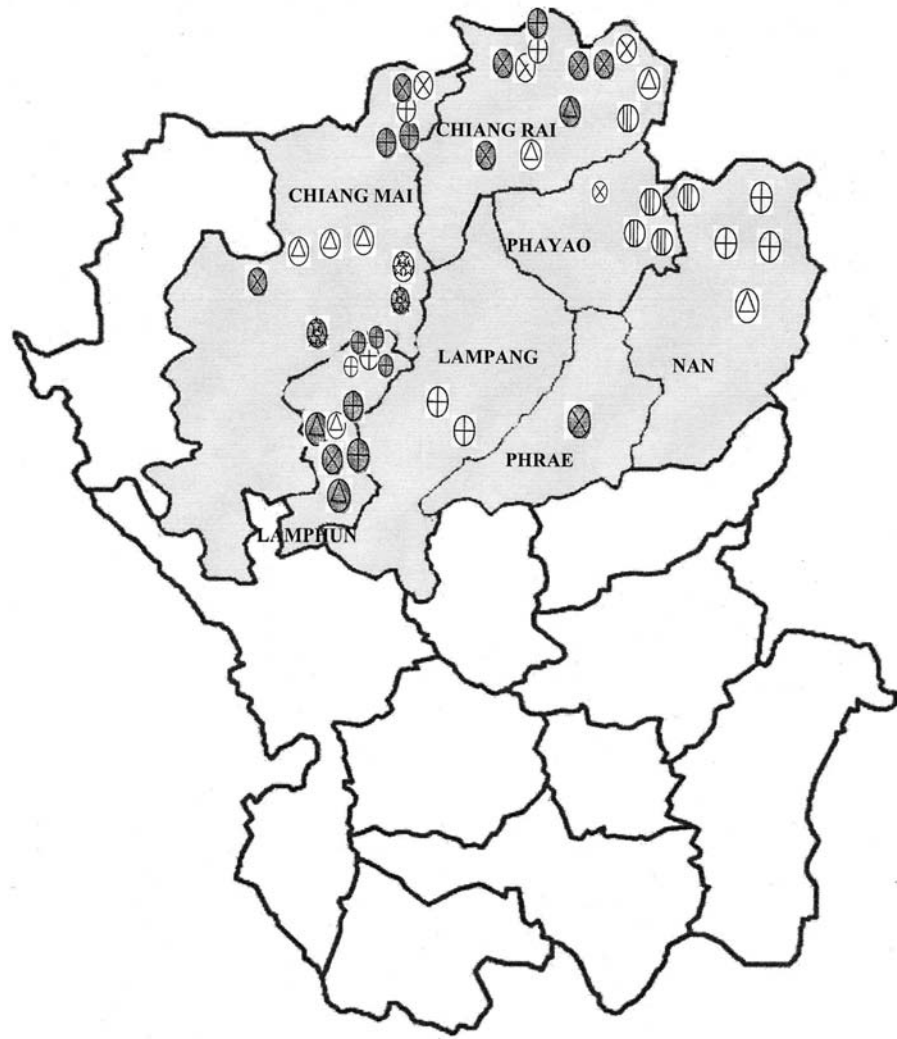 CHIANG RAI
CHIANG MAI
PHAYAO
LAMPANG
NAN
PHRAE
LAMPHUN